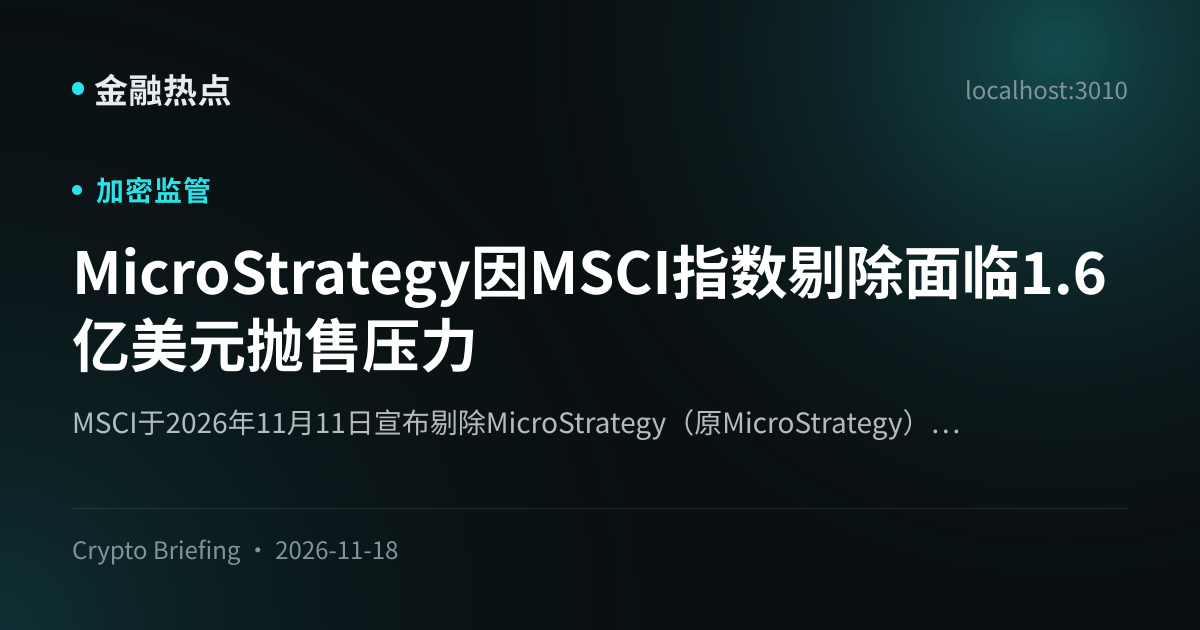 金融热点
localhost:3010
加密监管
MicroStrategy因MSCI指数剔除面临1.6
亿美元抛售压力
MSCI于2026年11月11日宣布剔除MicroStrategy（原MicroStrategy）…
Crypto Briefing · 2026-11-18